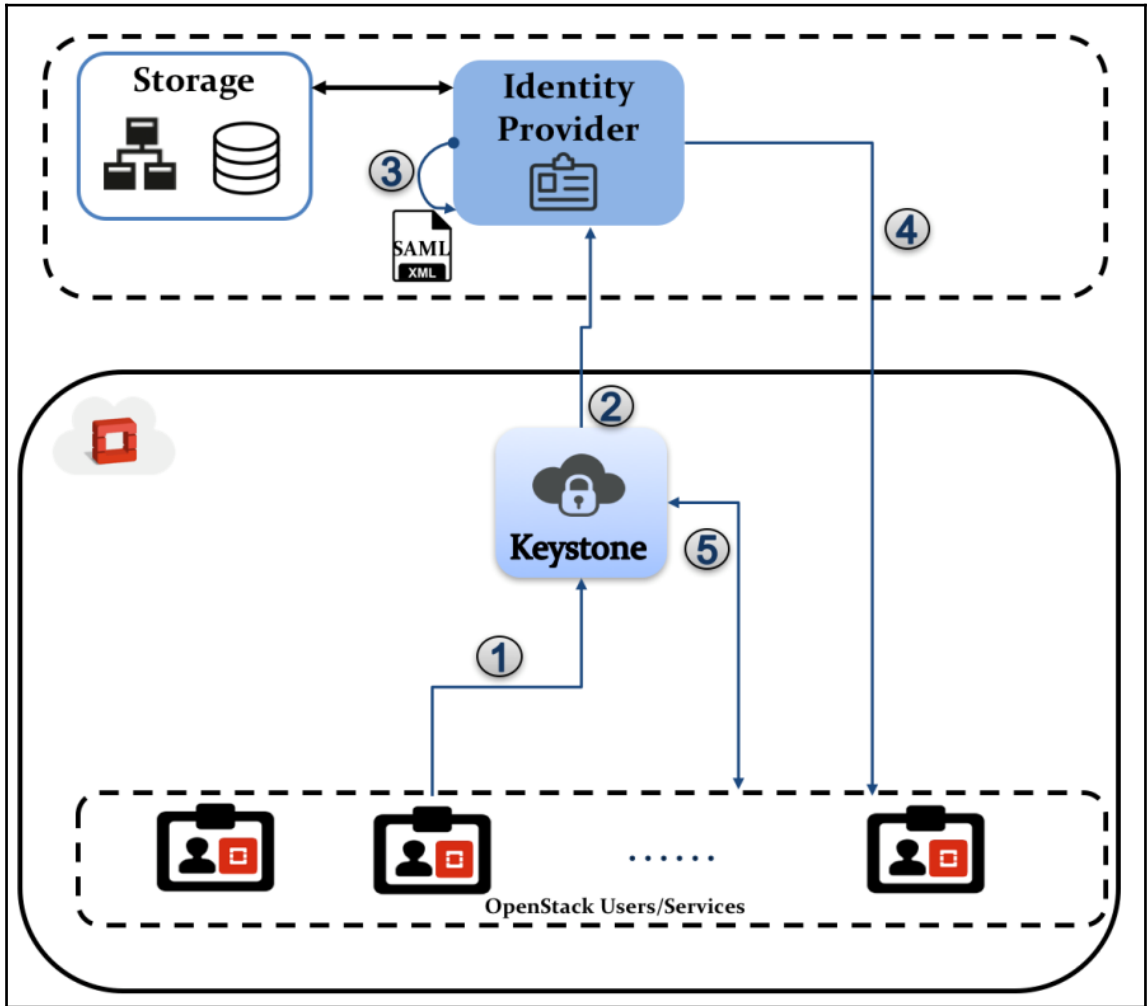 Storage
Identity
Provider
3
SAML
XML
4
2
Keystone
5
1
......
OpenStack Users/Services